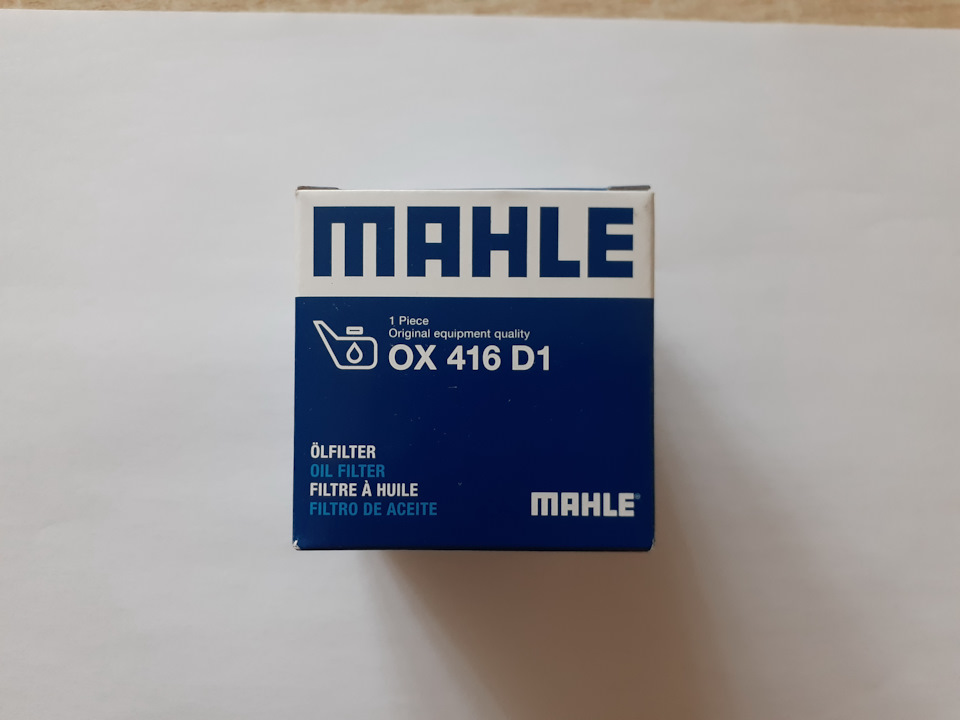 MAHLE
1 Piece
Original equipment quality
OX 416 D1
ÖLFILTER
OIL FILTER
FILTRE À HUILE
FILTRO DE ACEITE
MAHLE®